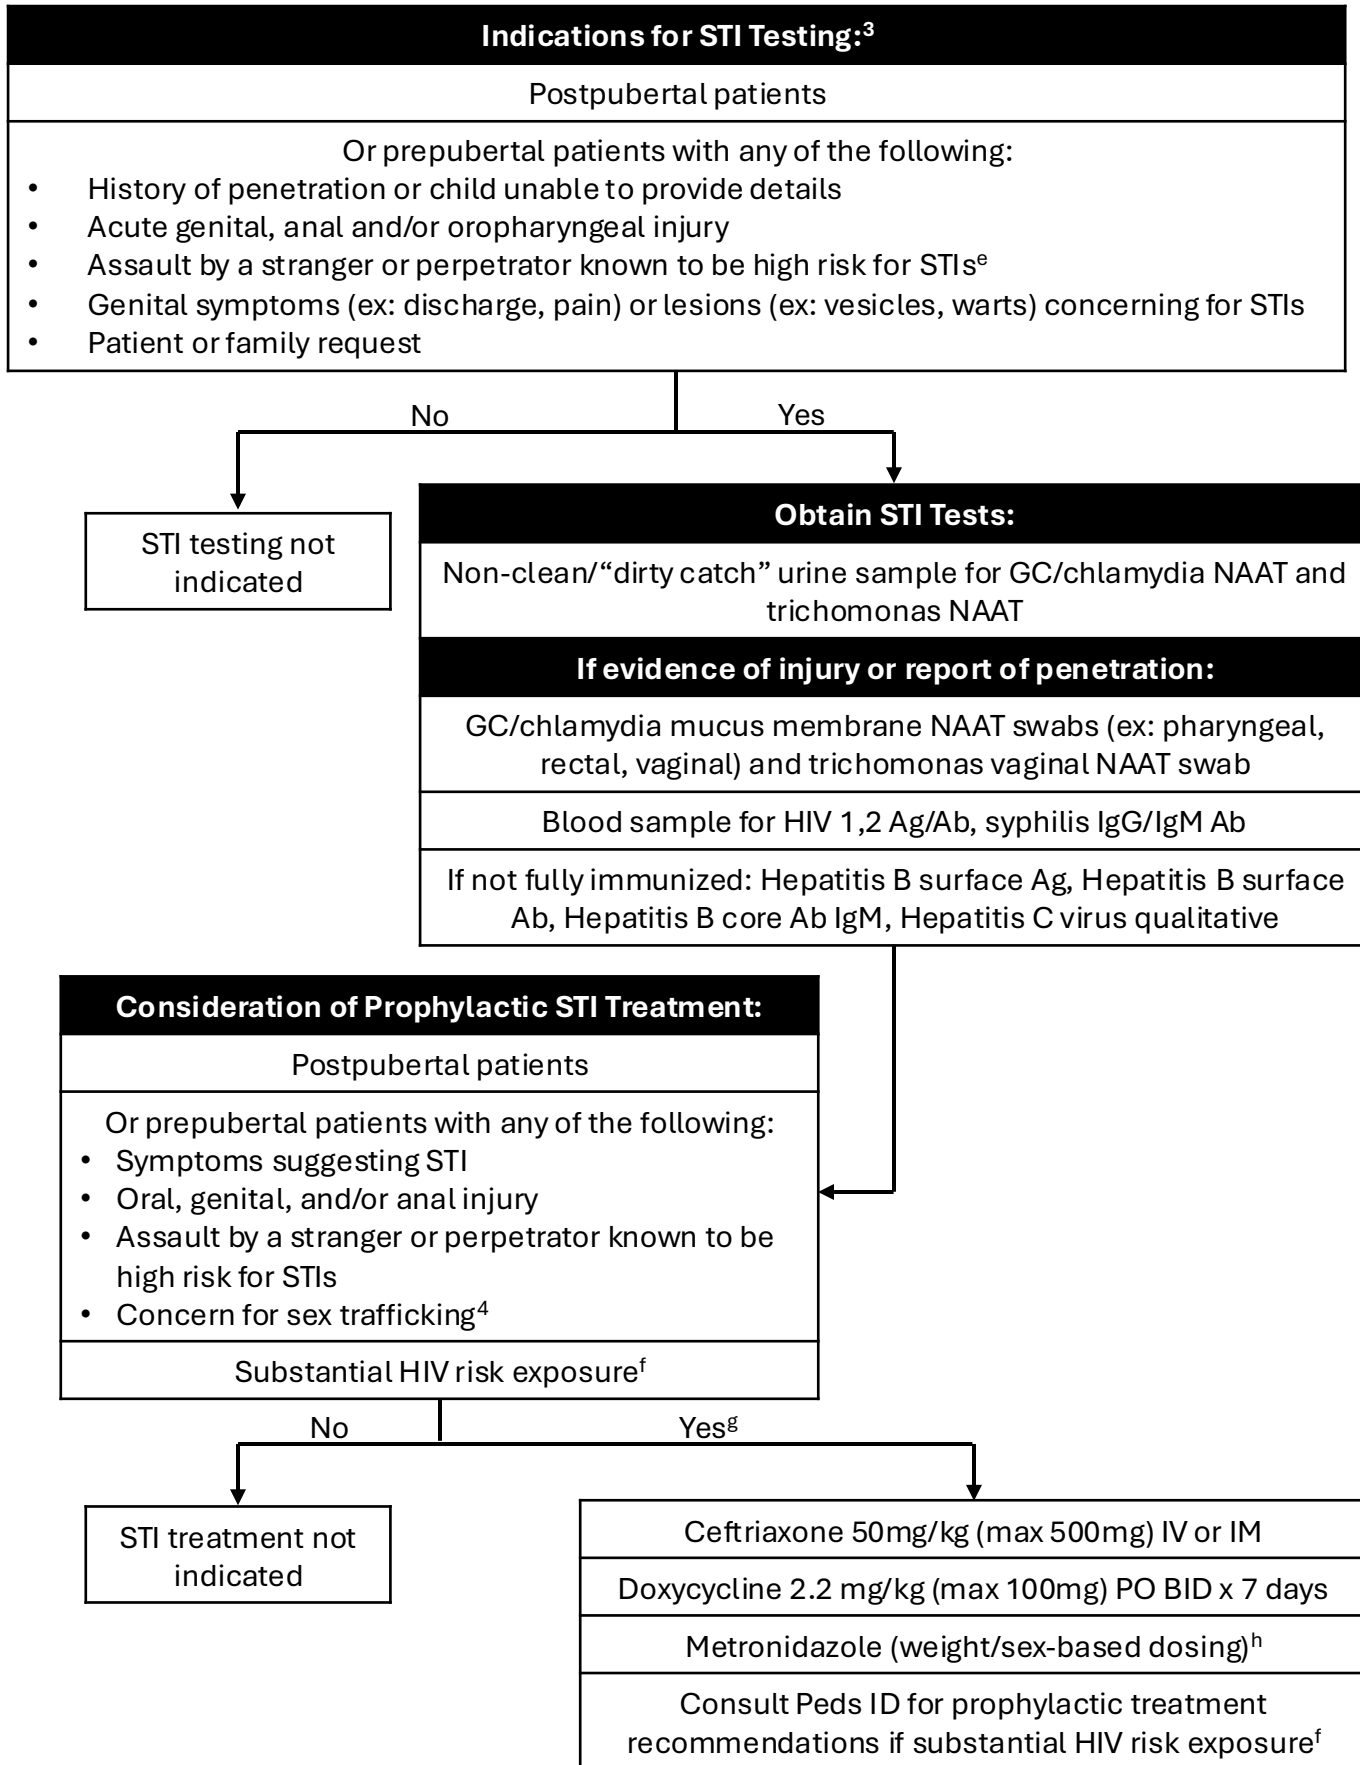 Indications for STI Testing:³
Postpubertal patients
Or prepubertal patients with any of the following:
• History of penetration or child unable to provide details
• Acute genital, anal and/or oropharyngeal injury
• Assault by a stranger or perpetrator known to be high risk for STIsᵉ
• Genital symptoms (ex: discharge, pain) or lesions (ex: vesicles, warts) concerning for STIs
• Patient or family request
No
Yes
STI testing not
indicated
Obtain STI Tests:
Non-clean/“dirty catch” urine sample for GC/chlamydia NAAT and
trichomonas NAAT
If evidence of injury or report of penetration:
GC/chlamydia mucus membrane NAAT swabs (ex: pharyngeal,
rectal, vaginal) and trichomonas vaginal NAAT swab
Blood sample for HIV 1,2 Ag/Ab, syphilis IgG/IgM Ab
If not fully immunized: Hepatitis B surface Ag, Hepatitis B surface
Ab, Hepatitis B core Ab IgM, Hepatitis C virus qualitative
Consideration of Prophylactic STI Treatment:
Postpubertal patients
Or prepubertal patients with any of the following:
• Symptoms suggesting STI
• Oral, genital, and/or anal injury
• Assault by a stranger or perpetrator known to be
high risk for STIs
• Concern for sex trafficking⁴
Substantial HIV risk exposureᶠ
No
Yesᵍ
STI treatment not
indicated
Ceftriaxone 50mg/kg (max 500mg) IV or IM
Doxycycline 2.2 mg/kg (max 100mg) PO BID x 7 days
Metronidazole (weight/sex-based dosing)ʰ
Consult Peds ID for prophylactic treatment
recommendations if substantial HIV risk exposureᶠ